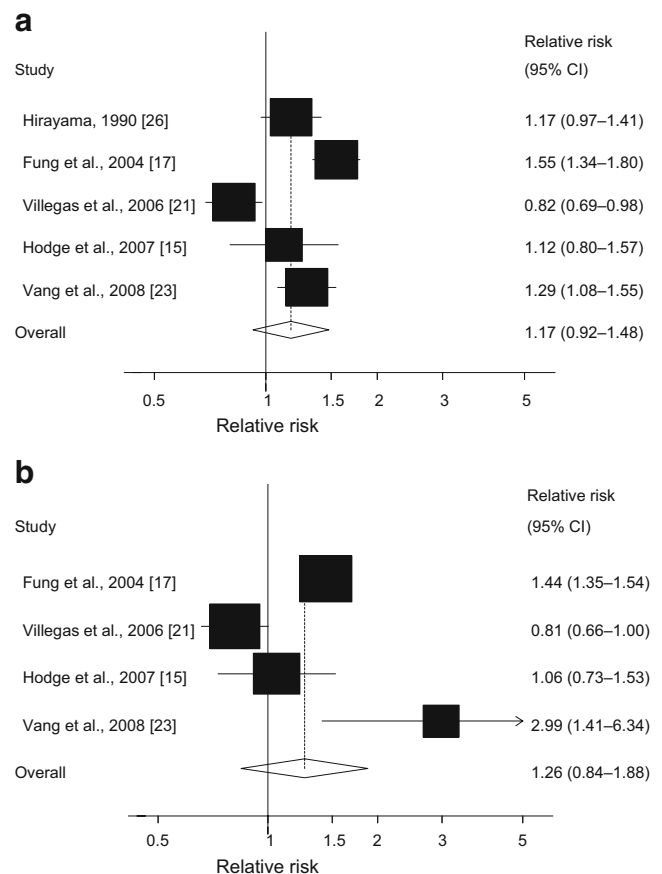 a
Relative risk
Study (95% CI)
Hirayama, 1990 [26] 1.17 (0.97–1.41)
Fung et al., 2004 [17] 1.55 (1.34–1.80)
Villegas et al., 2006 [21] 0.82 (0.69–0.98)
Hodge et al., 2007 [15] 1.12 (0.80–1.57)
Vang et al., 2008 [23] 1.29 (1.08–1.55)
Overall 1.17 (0.92–1.48)
0.5 1 1.5 2 3 5
Relative risk
b
Relative risk
Study (95% CI)
Fung et al., 2004 [17] 1.44 (1.35–1.54)
Villegas et al., 2006 [21] 0.81 (0.66–1.00)
Hodge et al., 2007 [15] 1.06 (0.73–1.53)
Vang et al., 2008 [23] 2.99 (1.41–6.34)
Overall 1.26 (0.84–1.88)
0.5 1 1.5 2 3 5
Relative risk